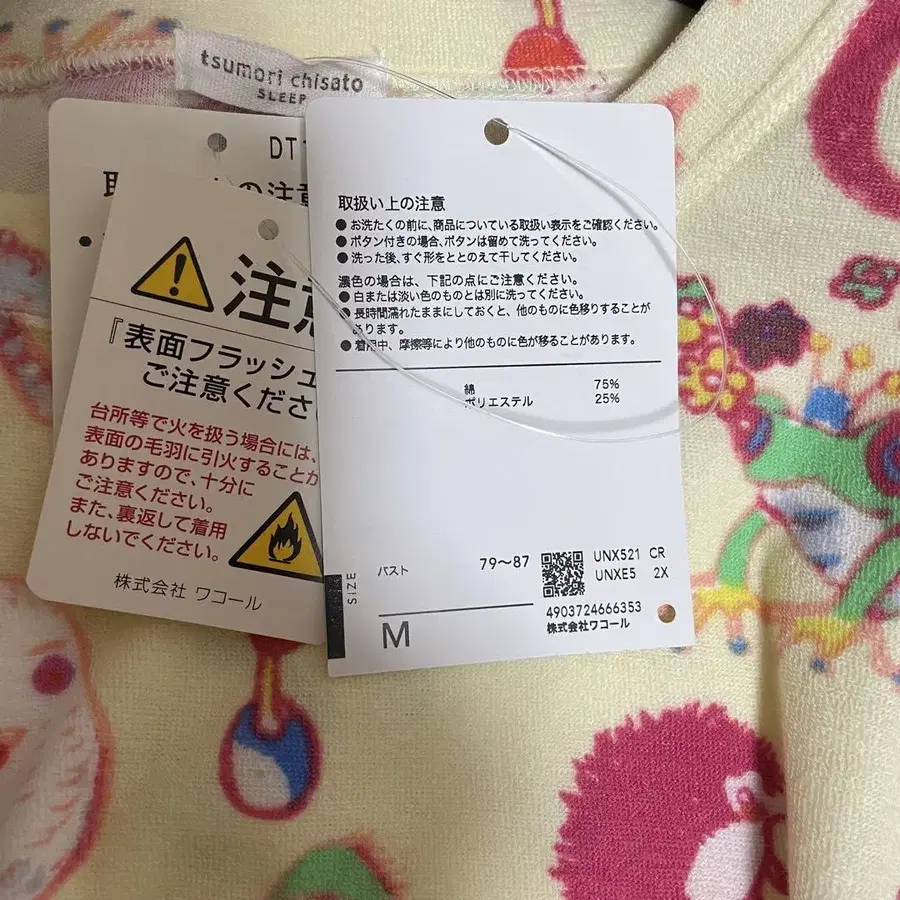 tsumori chisato
SLEEP
DT
の注意
取扱い上の注意
● お洗たくの前に、商品についている取扱い表示をご確認ください。
● ボタン付きの場合、ボタンは留めて洗ってください。
● 洗った後、すぐ形をととのえて干してください。
濃色の場合は、下記の点にご注意ください。
● 白または淡い色のものとは別に洗ってください。
● 長時間濡れたままにしておくと、他のものに色移りすることが
あります。
● 着用中、摩擦等により他のものに色が移ることがあります。
綿 75%
ポリエステル 25%
SIZE
バスト 79〜87
M
UNX521 CR
UNXE5 2X
4903724666353
株式会社ワコール
注意
『表面フラッシュ
ご注意くださ
台所等で火を扱う場合には、
表面の毛羽に引火することが
ありますので、十分に
ご注意ください。
また、裏返して着用
しないでください。
株式会社 ワコール